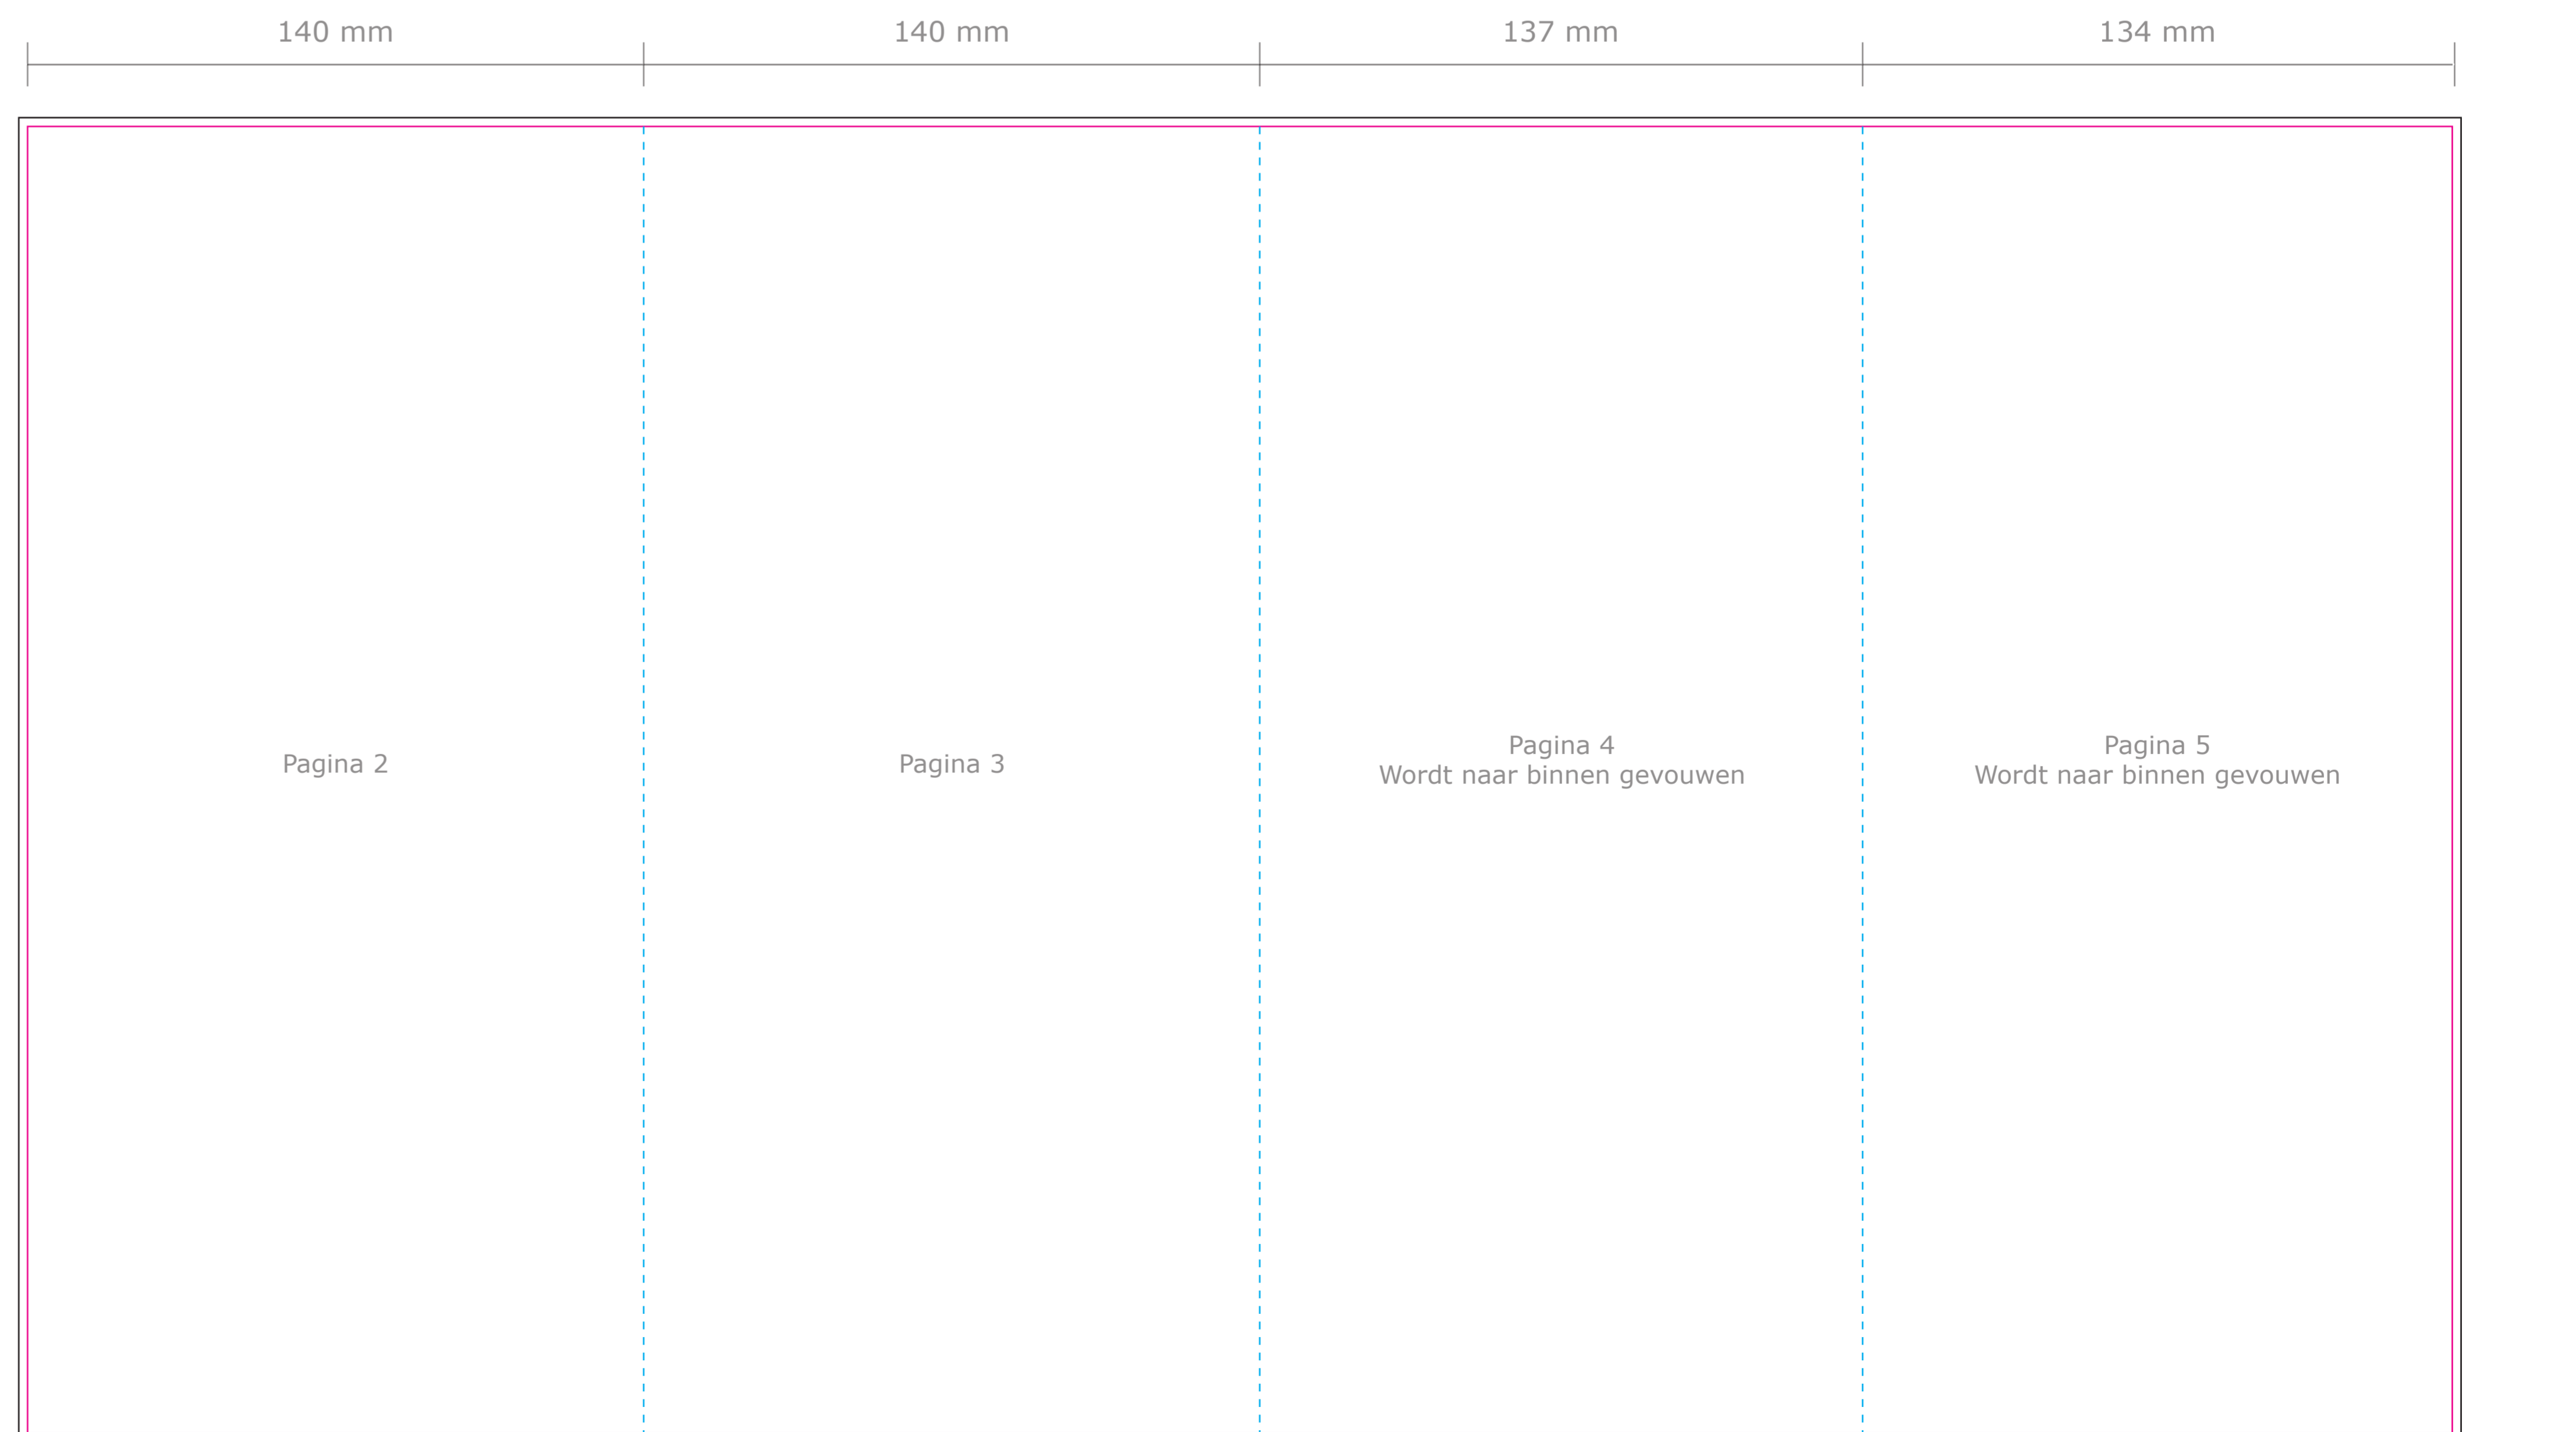 140 mm
140 mm
137 mm
134 mm
Pagina 2
Pagina 3
Pagina 4
Wordt naar binnen gevouwen
Pagina 5
Wordt naar binnen gevouwen